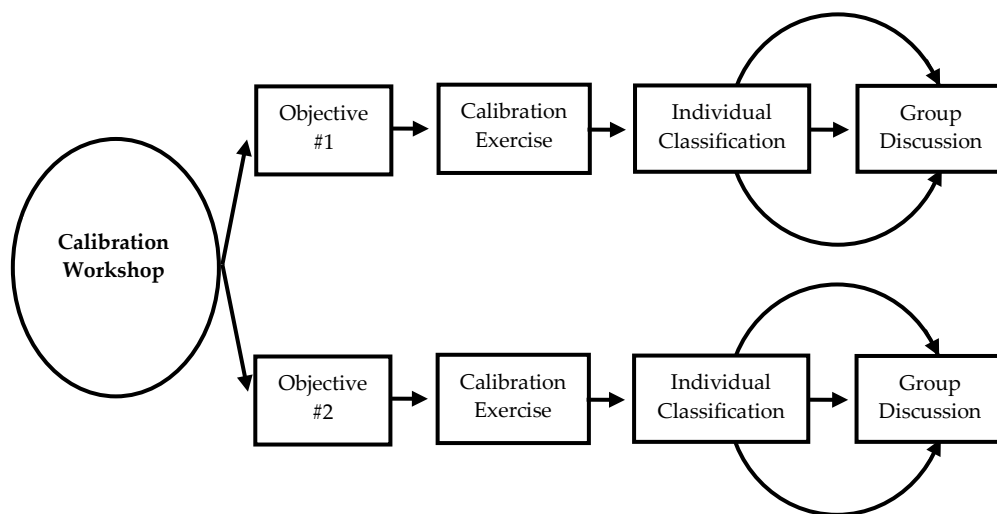 Objective
#1
Calibration
Exercise
Individual
Classification
Group
Discussion
Calibration
Workshop
Objective
#2
Calibration
Exercise
Individual
Classification
Group
Discussion